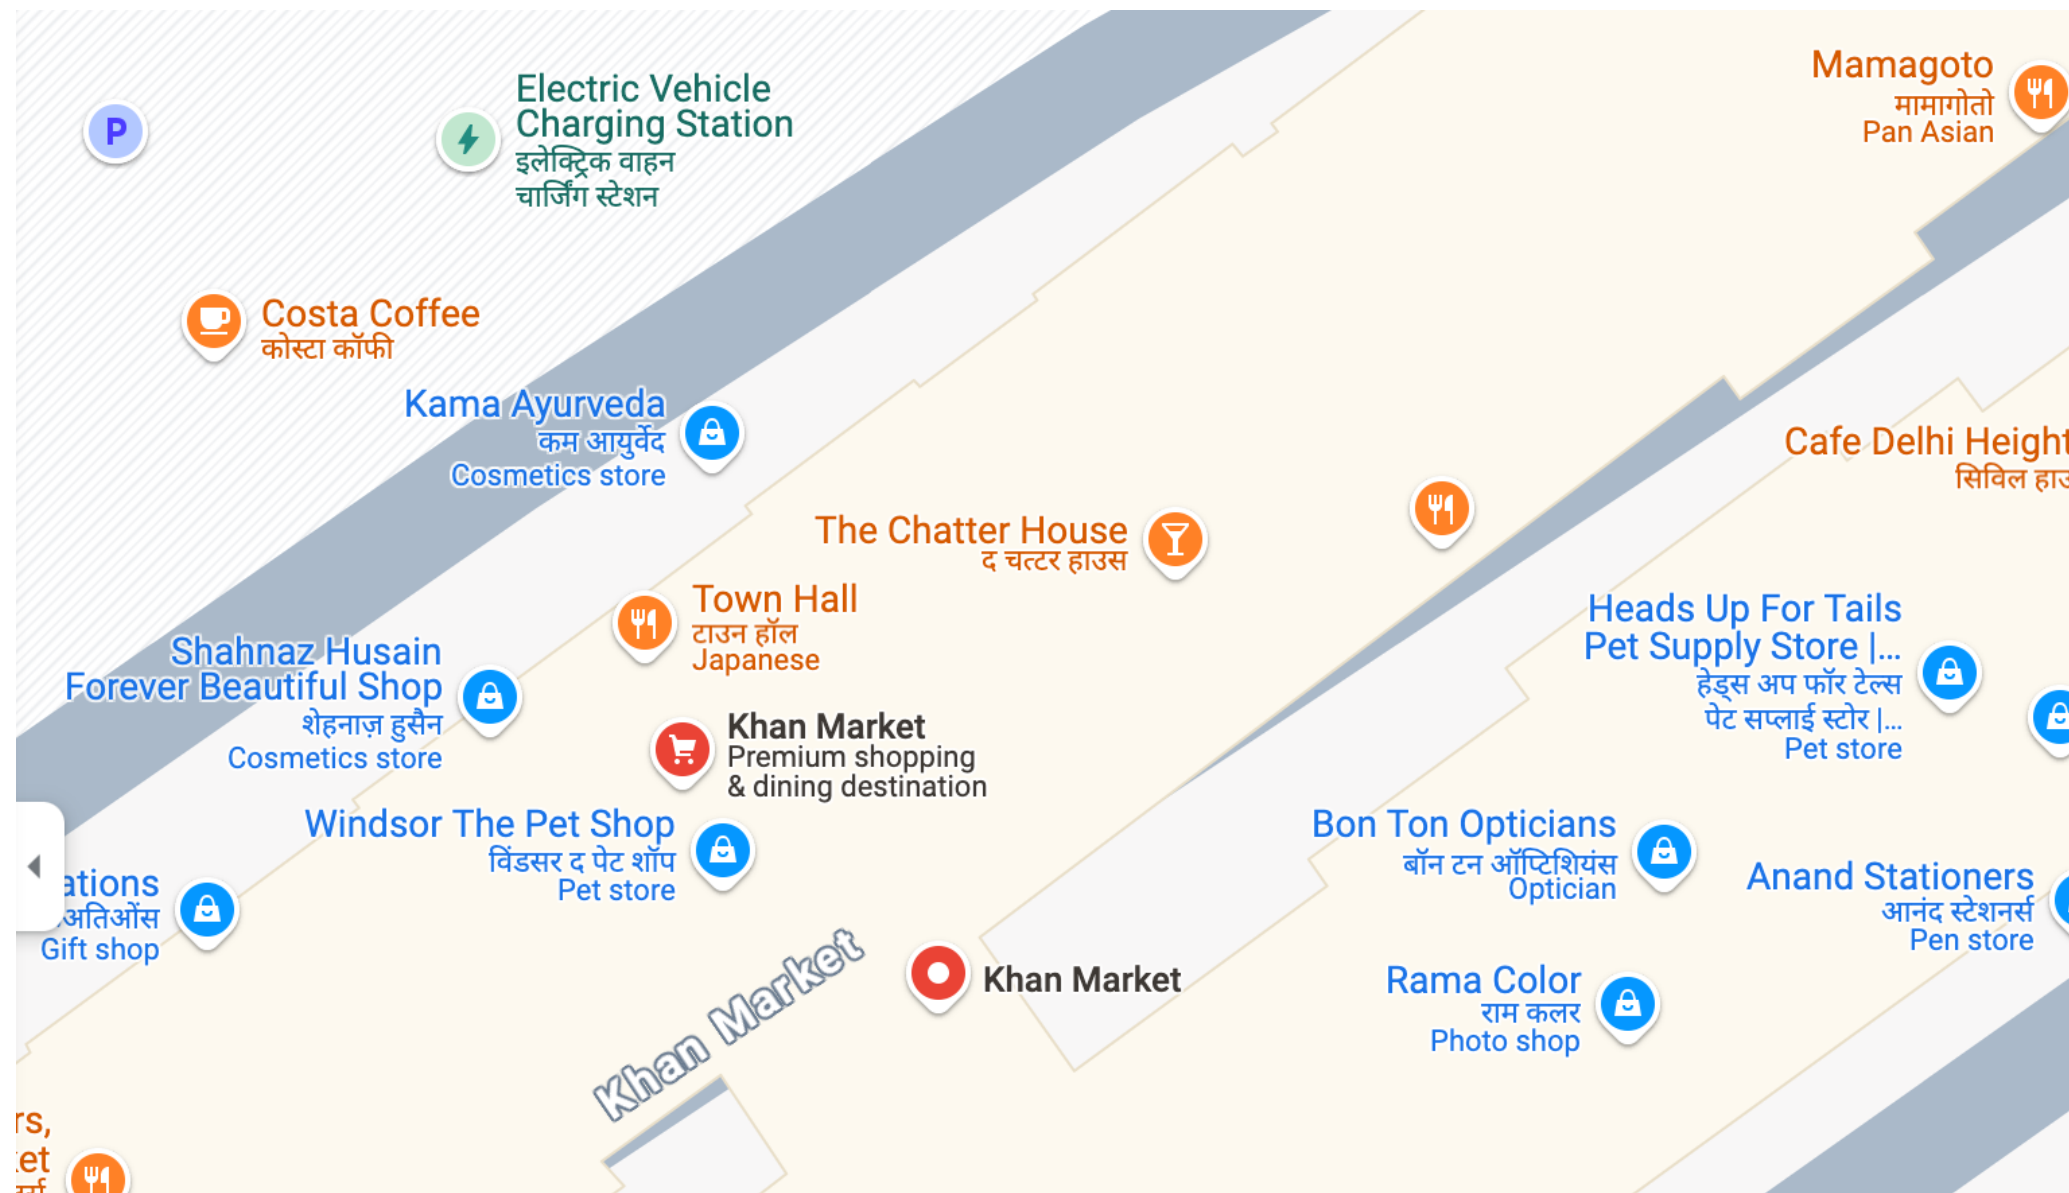 Electric Vehicle
Charging Station
इलेक्ट्रिक वाहन
चार्जिंग स्टेशन
P
Mamagoto
मामागोतो
Pan Asian
Costa Coffee
कोस्टा कॉफी
Kama Ayurveda
कम आयुर्वेद
Cosmetics store
Cafe Delhi Height
सिविल हाउ
The Chatter House
द चत्टर हाउस
Town Hall
टाउन हॉल
Japanese
Heads Up For Tails
Pet Supply Store |...
हेड्स अप फॉर टेल्स
पेट सप्लाई स्टोर |...
Pet store
Shahnaz Husain
Forever Beautiful Shop
शेहनाज़ हुसैन
Cosmetics store
Khan Market
Premium shopping
& dining destination
Windsor The Pet Shop
विंडसर द पेट शॉप
Pet store
Bon Ton Opticians
बॉन टन ऑप्टिशियंस
Optician
ations
अतिओंस
Gift shop
Anand Stationers
आनंद स्टेशनर्स
Pen store
Khan Market
Khan Market
Rama Color
राम कलर
Photo shop
rs,
et